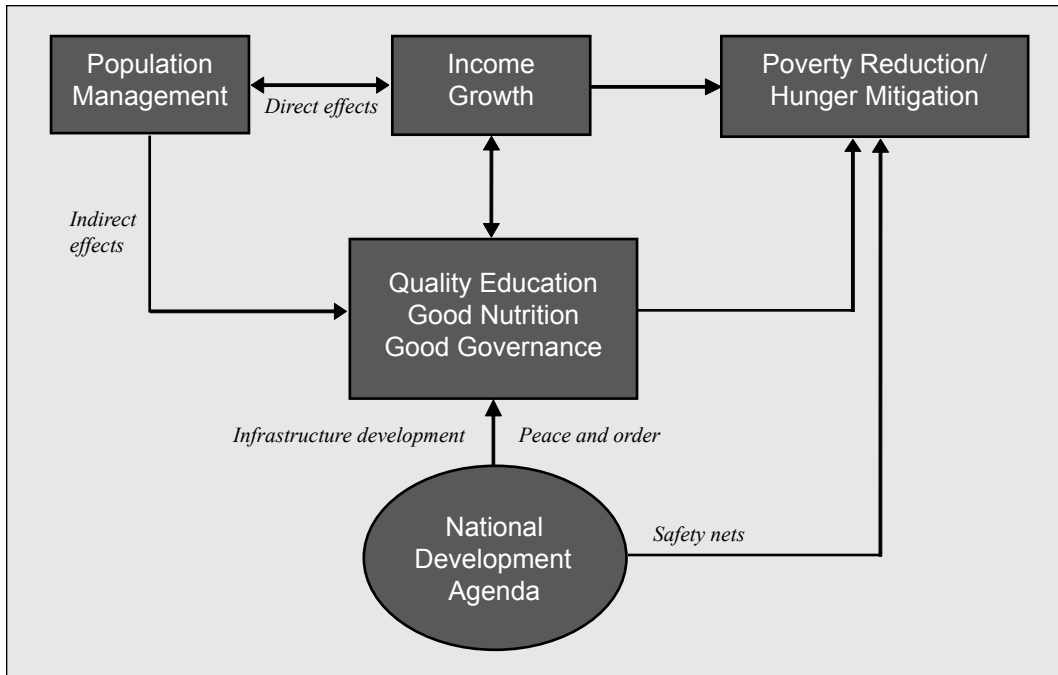 Population
Management
Direct effects
Income
Growth
Poverty Reduction/
Hunger Mitigation
Indirect
effects
Quality Education
Good Nutrition
Good Governance
Infrastructure development
Peace and order
National
Development
Agenda
Safety nets